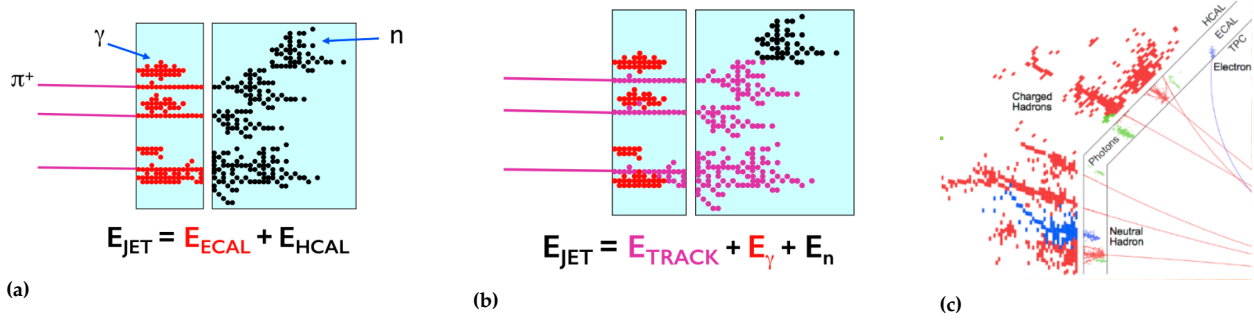 γ
n
π+
E_JET = E_ECAL + E_HCAL
(a)
E_JET = E_TRACK + E_γ + E_n
(b)
HCAL
ECAL
TPC
Electron
Charged
Hadrons
Photons
Neutral
Hadron
(c)